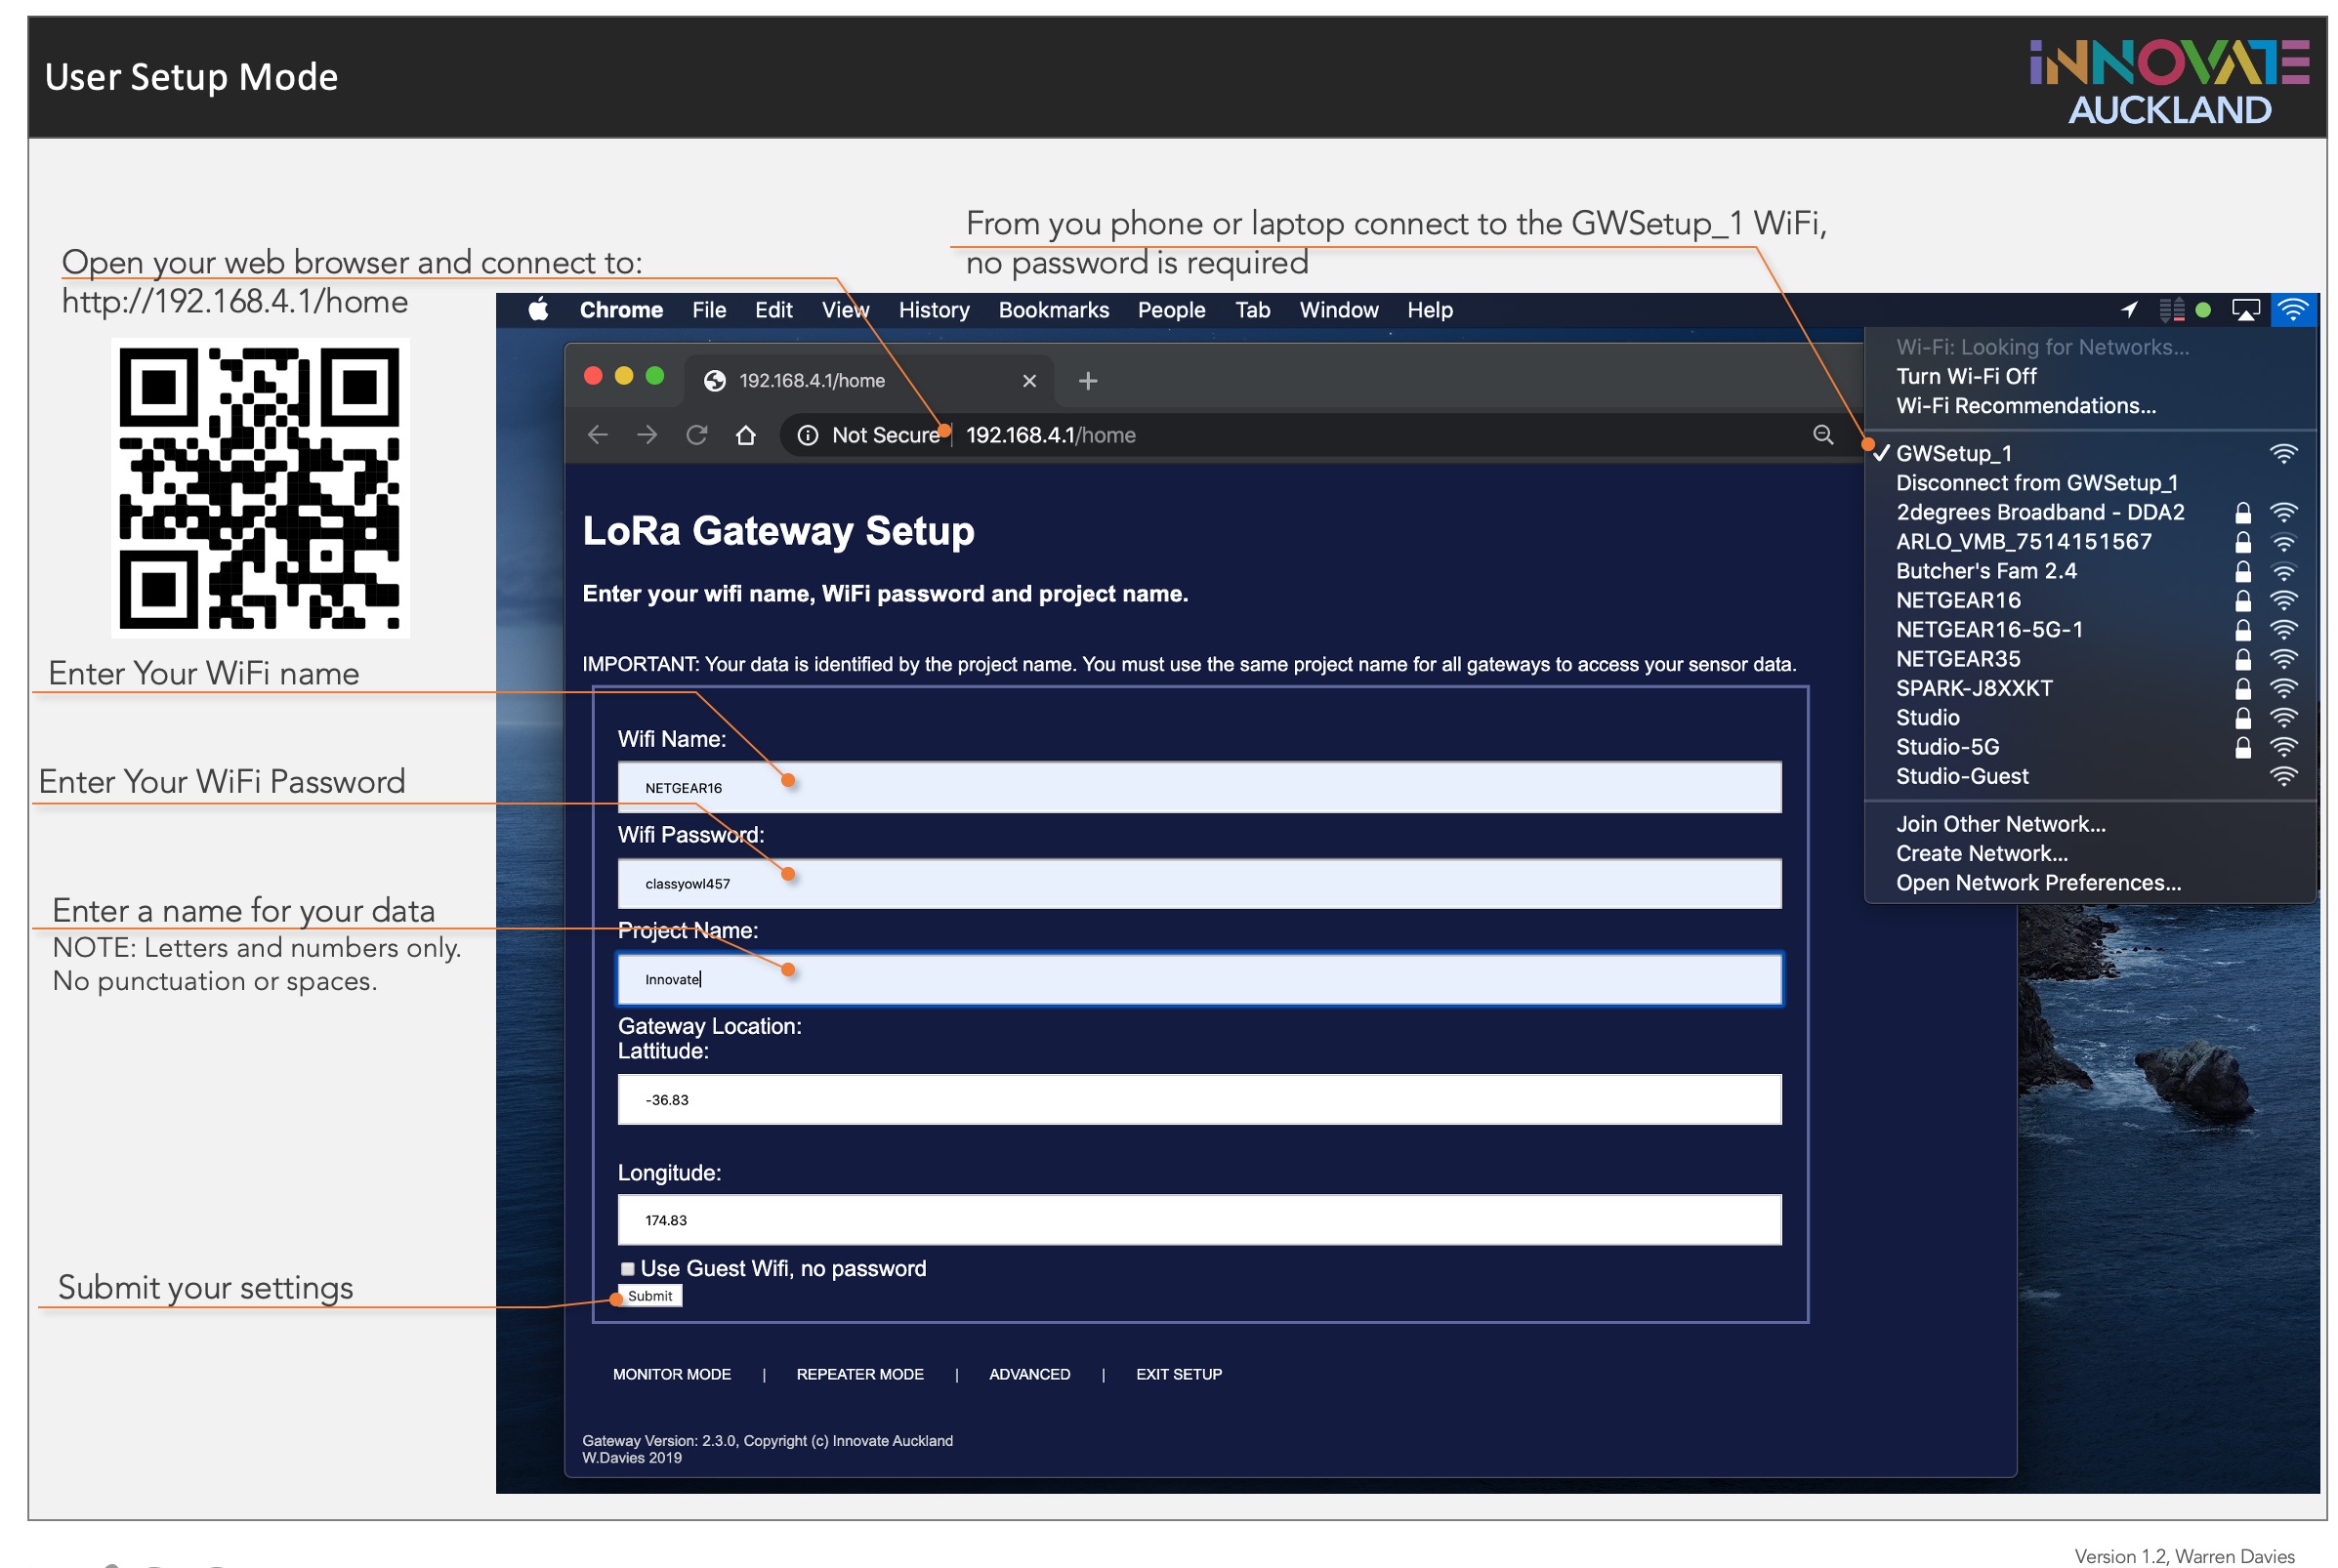 User Setup Mode
iNNOVATE
AUCKLAND
From you phone or laptop connect to the GWSetup_1 WiFi,
no password is required
Open your web browser and connect to:
http://192.168.4.1/home
Chrome File Edit View History Bookmarks People Tab Window Help
192.168.4.1/home
Not Secure 192.168.4.1/home
Wi-Fi: Looking for Networks...
Turn Wi-Fi Off
Wi-Fi Recommendations...
GWSetup_1
Disconnect from GWSetup_1
2degrees Broadband - DDA2
ARLO_VMB_7514151567
Butcher's Fam 2.4
NETGEAR16
NETGEAR16-5G-1
NETGEAR35
SPARK-J8XXKT
Studio
Studio-5G
Studio-Guest
Join Other Network...
Create Network...
Open Network Preferences...
LoRa Gateway Setup
Enter your wifi name, WiFi password and project name.
IMPORTANT: Your data is identified by the project name. You must use the same project name for all gateways to access your sensor data.
Enter Your WiFi name
Wifi Name:
NETGEAR16
Enter Your WiFi Password
Wifi Password:
classyowl457
Enter a name for your data
NOTE: Letters and numbers only.
No punctuation or spaces.
Project Name:
Innovate
Gateway Location:
Lattitude:
-36.83
Longitude:
174.83
Use Guest Wifi, no password
Submit your settings
Submit
MONITOR MODE | REPEATER MODE | ADVANCED | EXIT SETUP
Gateway Version: 2.3.0, Copyright (c) Innovate Auckland
W.Davies 2019
Version 1.2, Warren Davies